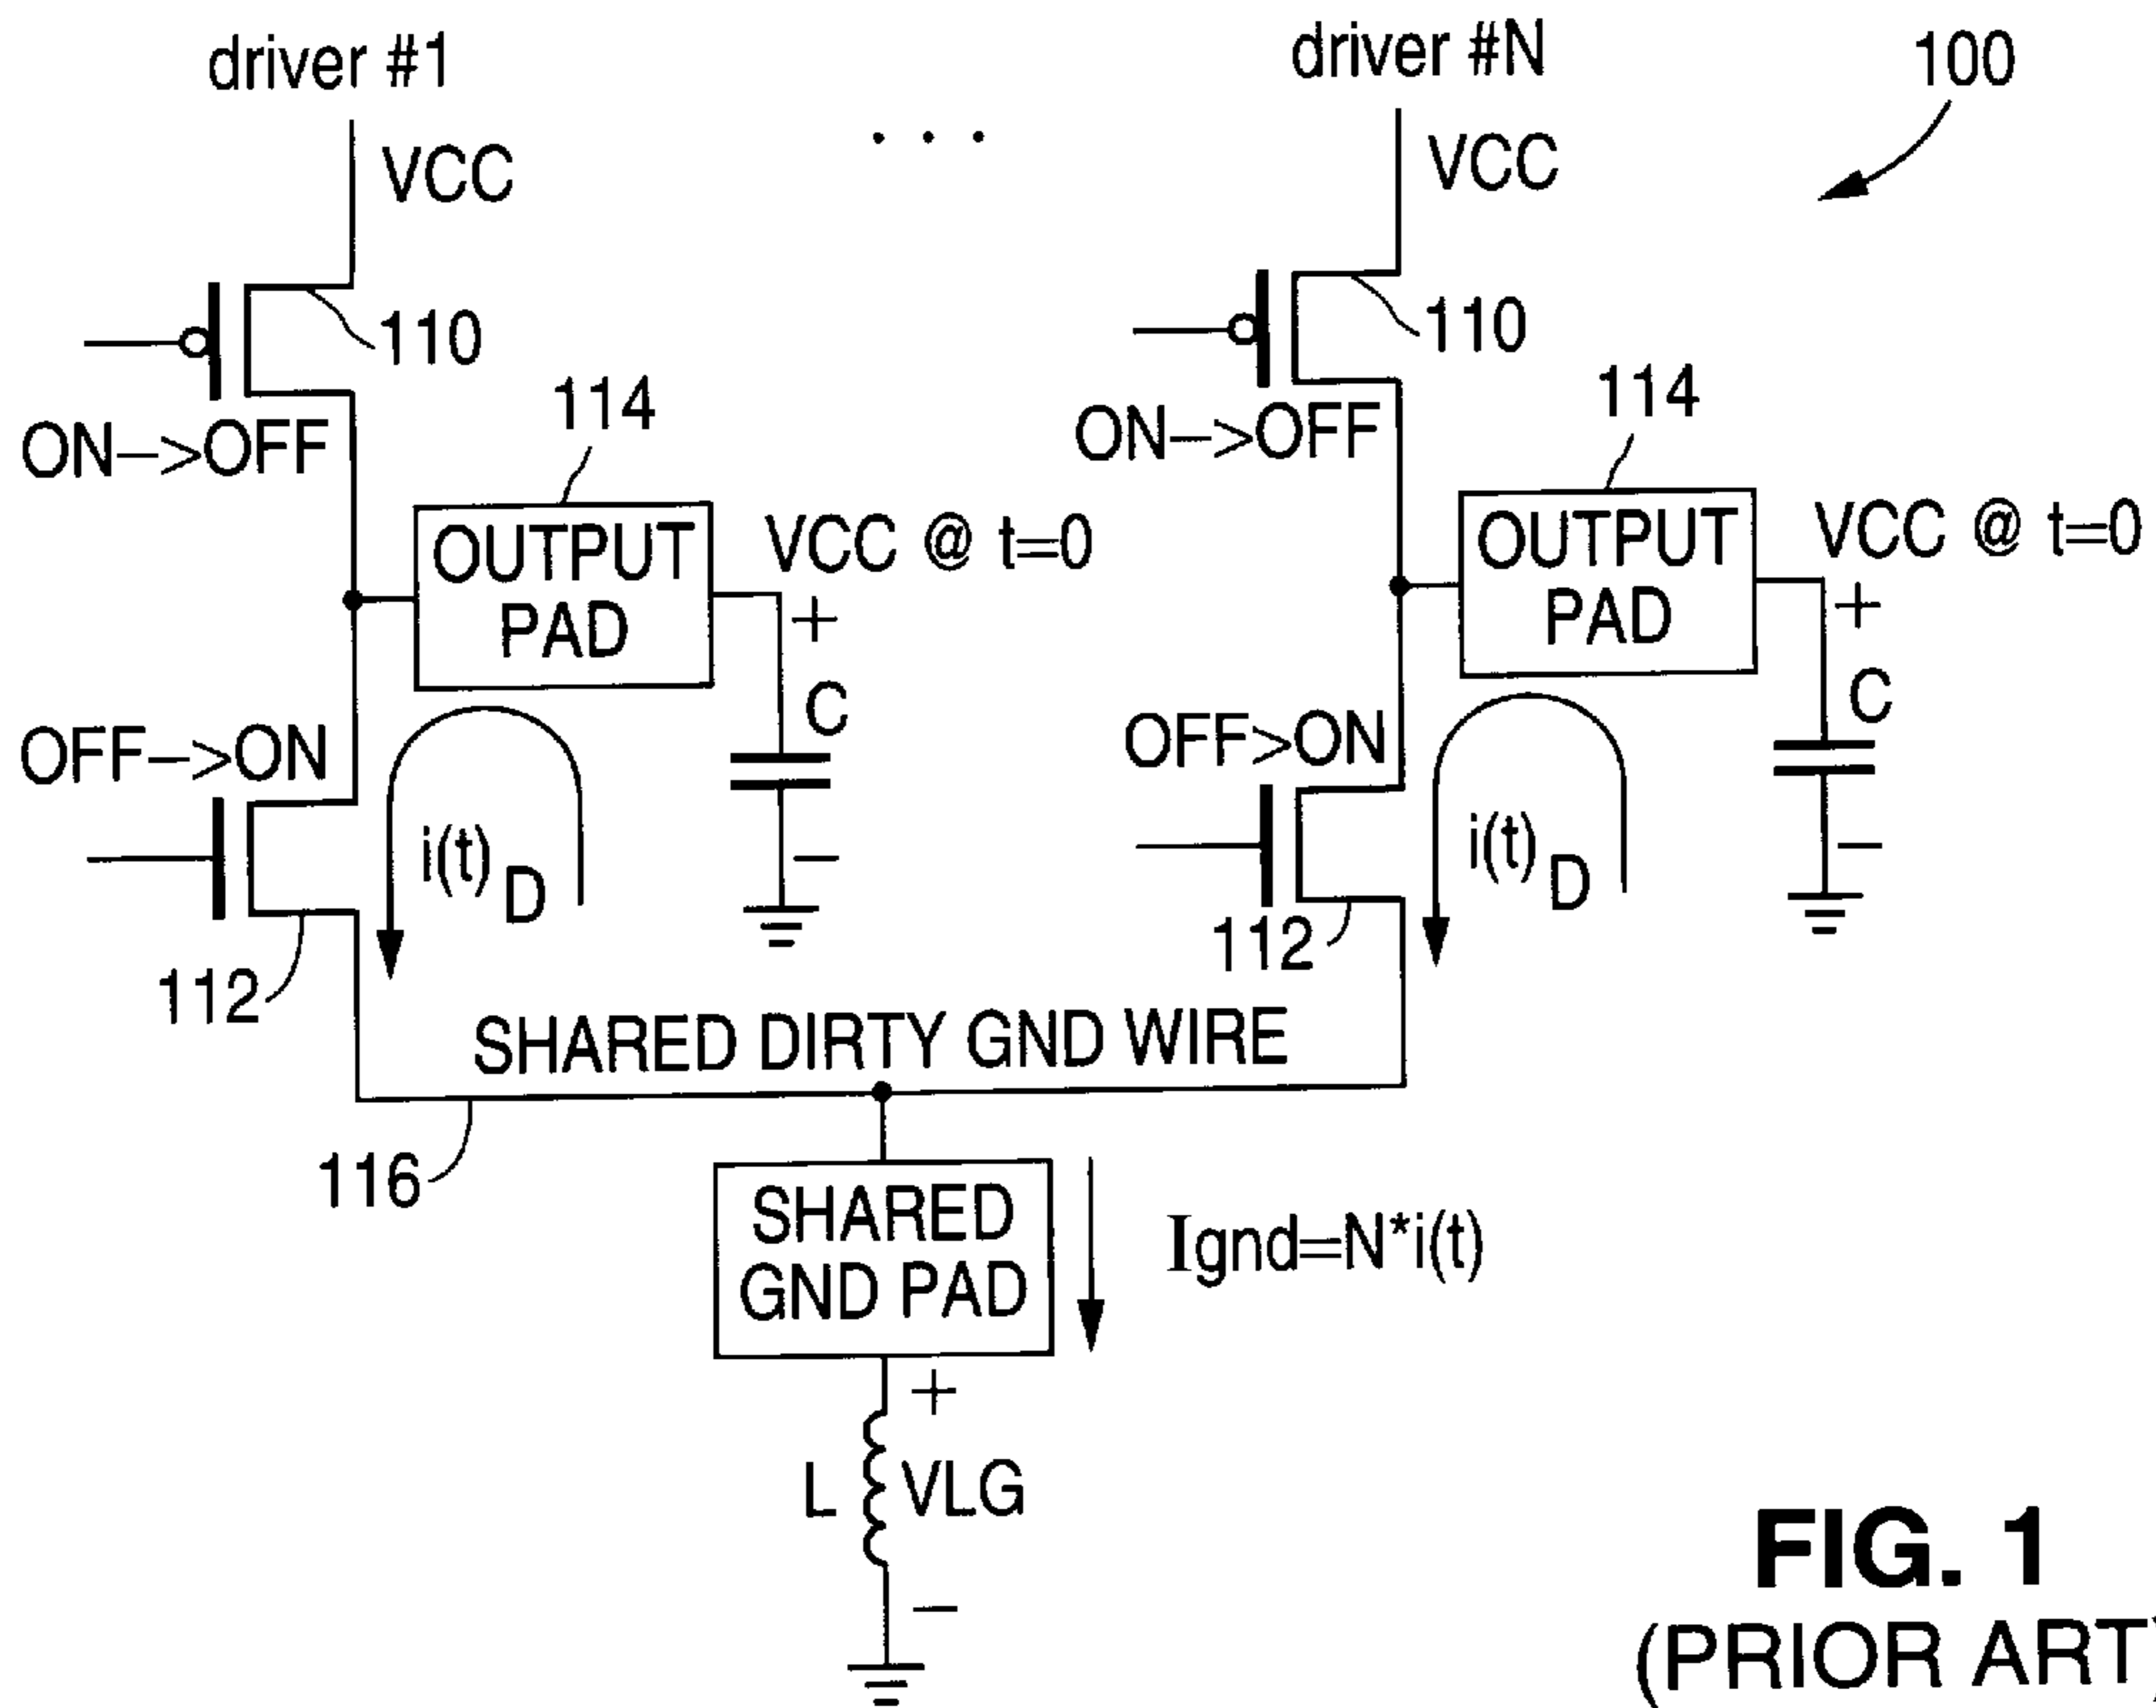 driver #1
driver #N
100
. . .
VCC
VCC
110
110
ON–>OFF
ON–>OFF
114
114
OUTPUT
PAD
VCC @ t=0
OUTPUT
PAD
VCC @ t=0
+
+
C
C
OFF–>ON
OFF>ON
i(t)D
i(t)D
–
–
112
112
SHARED DIRTY GND WIRE
116
SHARED
GND PAD
Ignd=N*i(t)
+
L
VLG
–
FIG. 1
(PRIOR ART)